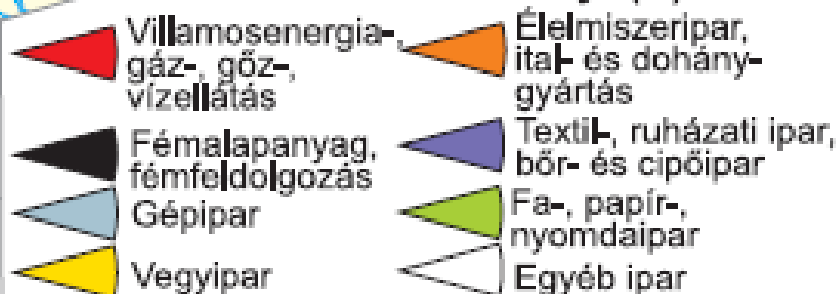 Villamosenergia-,
gáz-, gőz-,
vízellátás
Fémalapanyag,
fémfeldolgozás
Gépipar
Vegyipar
Élelmiszeripar,
ital- és dohány-
gyártás
Textil-, ruházati ipar,
bőr- és cipőipar
Fa-, papír-,
nyomdaipar
Egyéb ipar